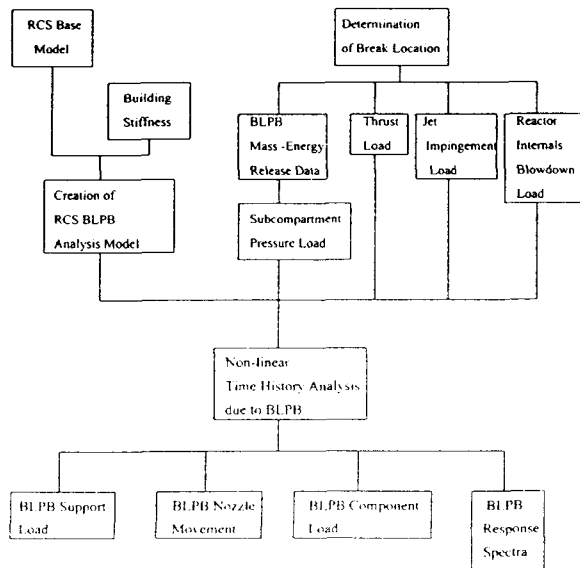 RCS Base
Model
Determination
of Break Location
Building
Stiffness
BLPB
Mass -Energy
Release Data
Thrust
Load
Jet
Impingement
Load
Reactor
Internals
Blowdown
Load
Creation of
RCS BLPB
Analysis Model
Subcompartment
Pressure Load
Non-linear
Time History Analysis
due to BLPB
BLPB Support
Load
BLPB Nozzle
Movement
BLPB Component
Load
BLPB
Response
Spectra